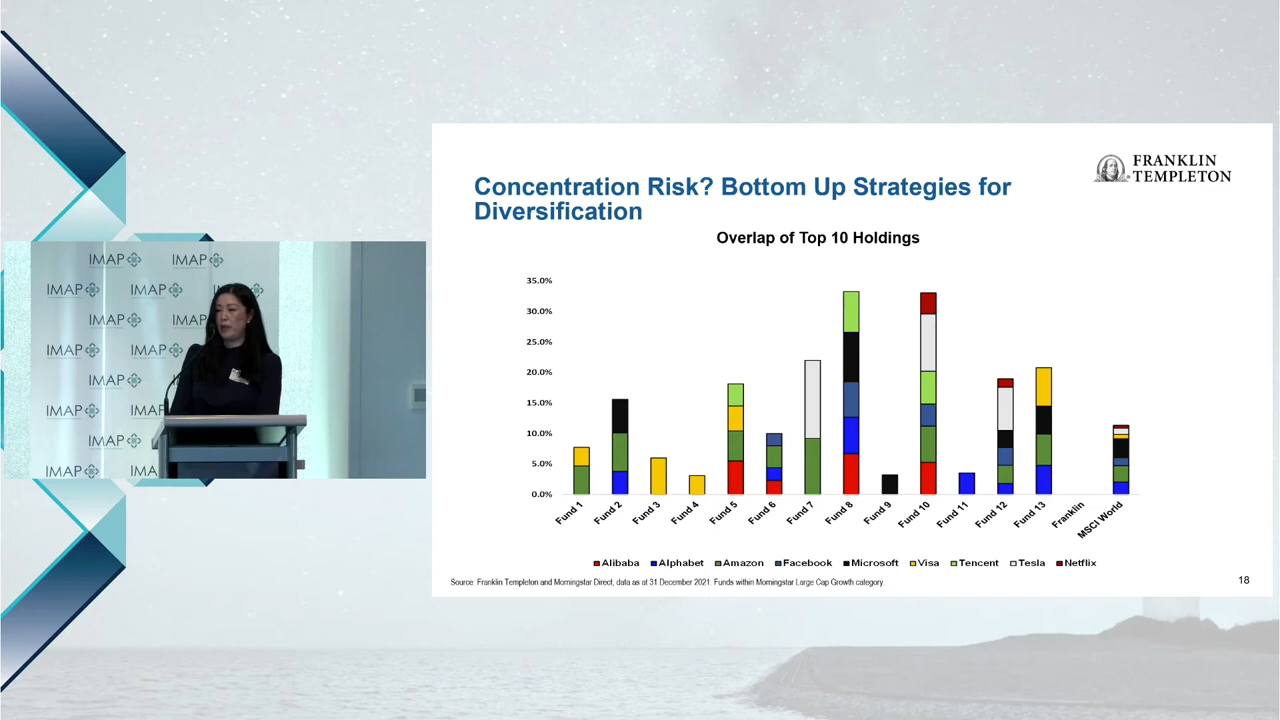 FRANKLIN
TEMPLETON
Concentration Risk? Bottom Up Strategies for
Diversification
Overlap of Top 10 Holdings
35.0%
30.0%
25.0%
20.0%
15.0%
10.0%
5.0%
0.0%
Fund 1
Fund 2
Fund 3
Fund 4
Fund 5
Fund 6
Fund 7
Fund 8
Fund 9
Fund 10
Fund 11
Fund 12
Fund 13
Franklin
MSCI World
Alibaba Alphabet Amazon Facebook Microsoft Visa Tencent Tesla Netflix
Source: Franklin Templeton and Morningstar Direct, data as at 31 December 2021. Funds within Morningstar Large Cap Growth category.
18
IMAP IMAP
IMAP IMAP
IMAP IMAP
IMAP IMAP
IMAP
IMAP IMAP
IMAP
IMAP IMA